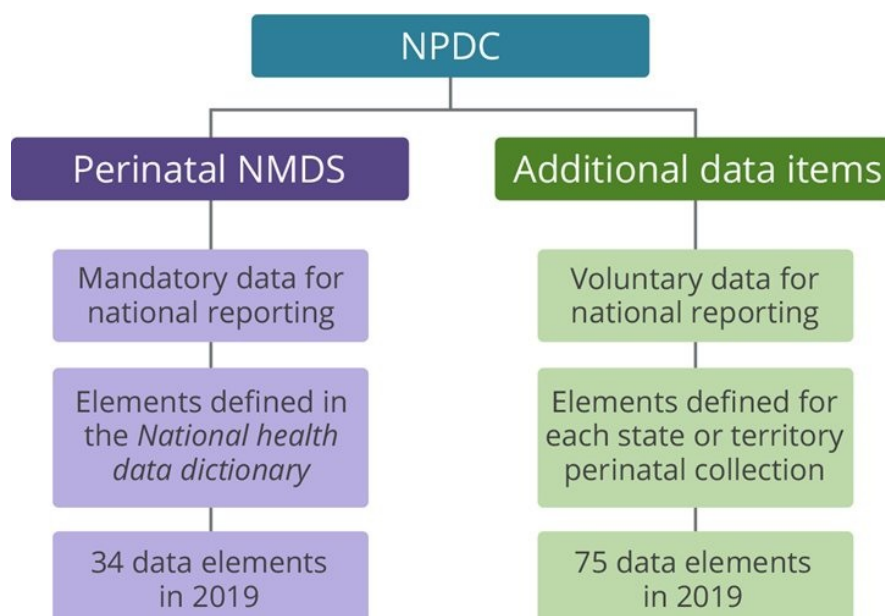 NPDC
Perinatal NMDS
Mandatory data for
national reporting
Elements defined in
the National health
data dictionary
34 data elements
in 2019
Additional data items
Voluntary data for
national reporting
Elements defined for
each state or territory
perinatal collection
75 data elements
in 2019